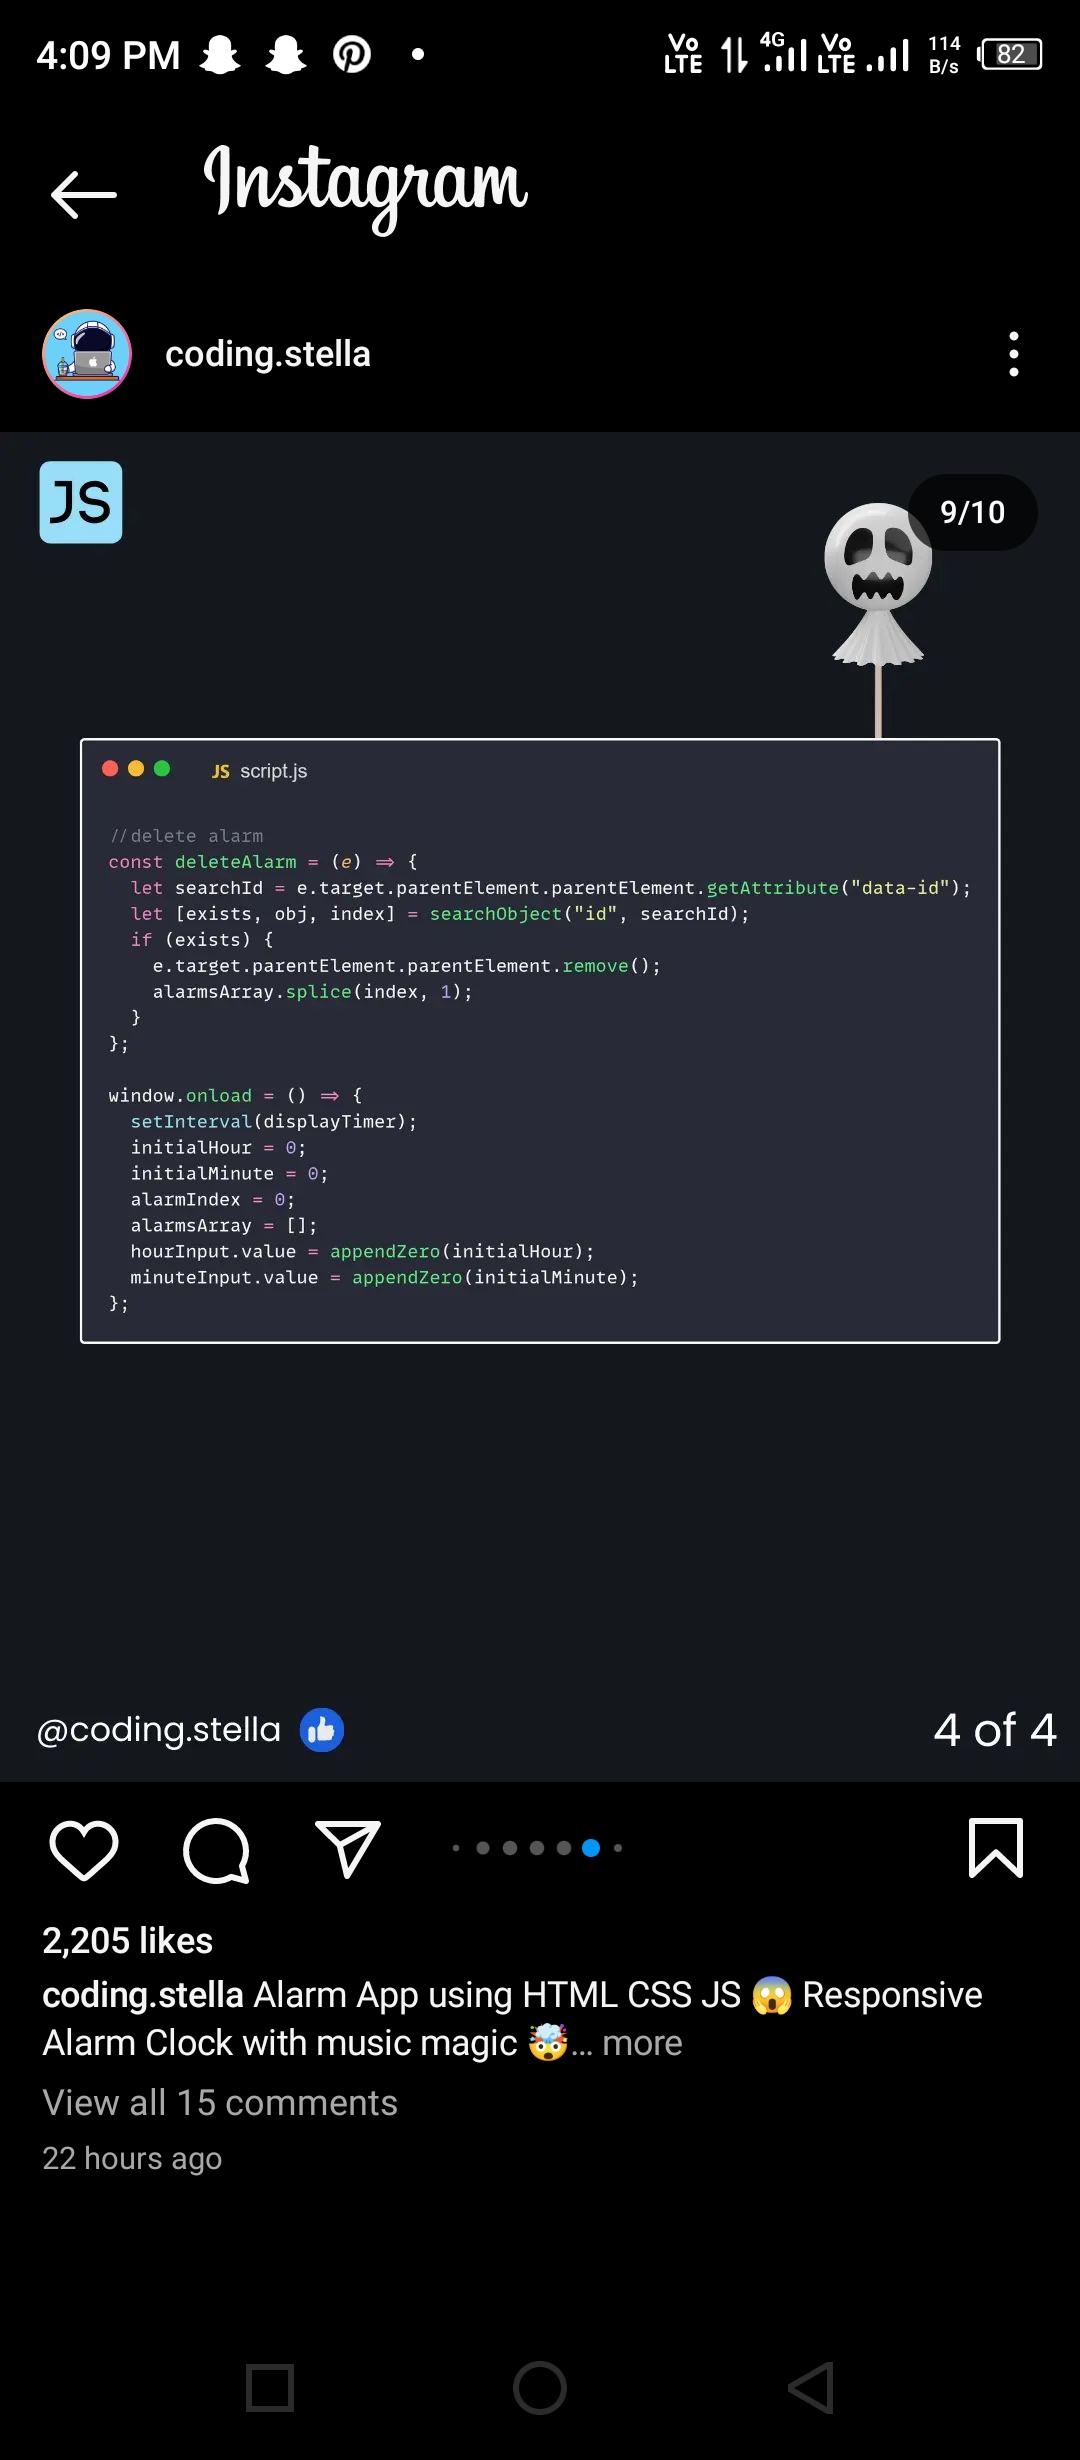 4:09 PM
Vo LTE 4G Vo LTE 114 B/s 82
Instagram
coding.stella
JS
9/10
JS script.js
//delete alarm
const deleteAlarm = (e) => {
  let searchId = e.target.parentElement.parentElement.getAttribute("data-id");
  let [exists, obj, index] = searchObject("id", searchId);
  if (exists) {
    e.target.parentElement.parentElement.remove();
    alarmsArray.splice(index, 1);
  }
};
window.onload = () => {
  setInterval(displayTimer);
  initialHour = 0;
  initialMinute = 0;
  alarmIndex = 0;
  alarmsArray = [];
  hourInput.value = appendZero(initialHour);
  minuteInput.value = appendZero(initialMinute);
};
@coding.stella
4 of 4
2,205 likes
coding.stella Alarm App using HTML CSS JS 😱 Responsive
Alarm Clock with music magic 🤯... more
View all 15 comments
22 hours ago